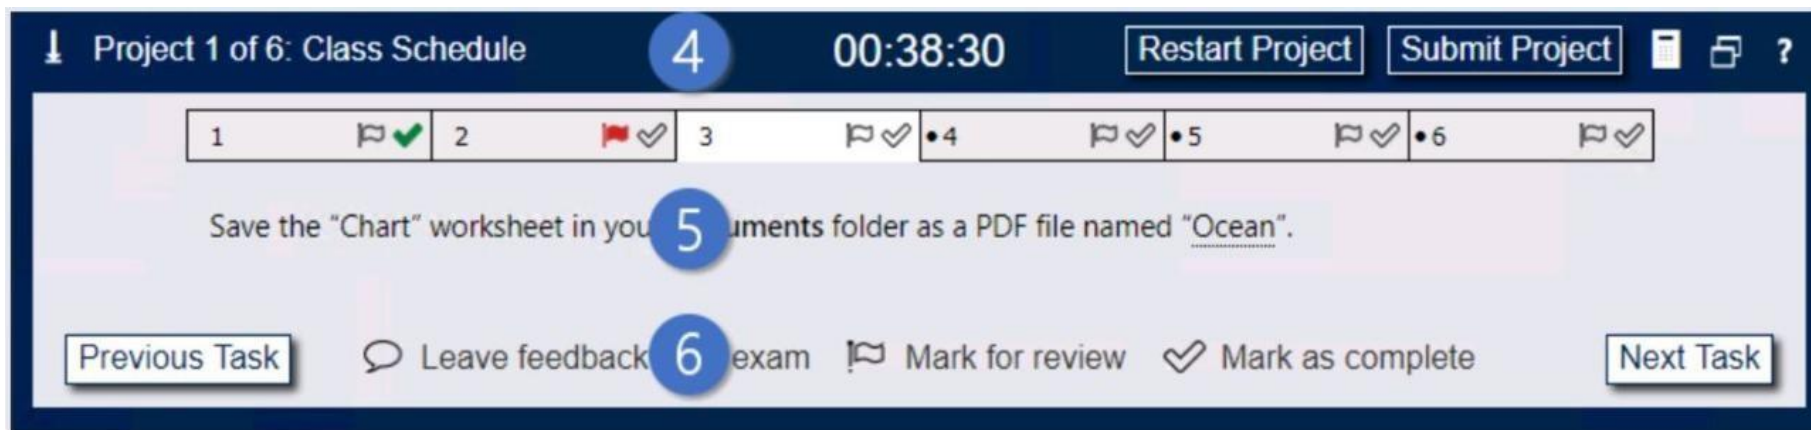 Project 1 of 6: Class Schedule 4 00:38:30 Restart Project Submit Project ?
1 2 3 •4 •5 •6
Save the “Chart” worksheet in you 5 uments folder as a PDF file named “Ocean”.
Previous Task Leave feedback 6 exam Mark for review Mark as complete Next Task